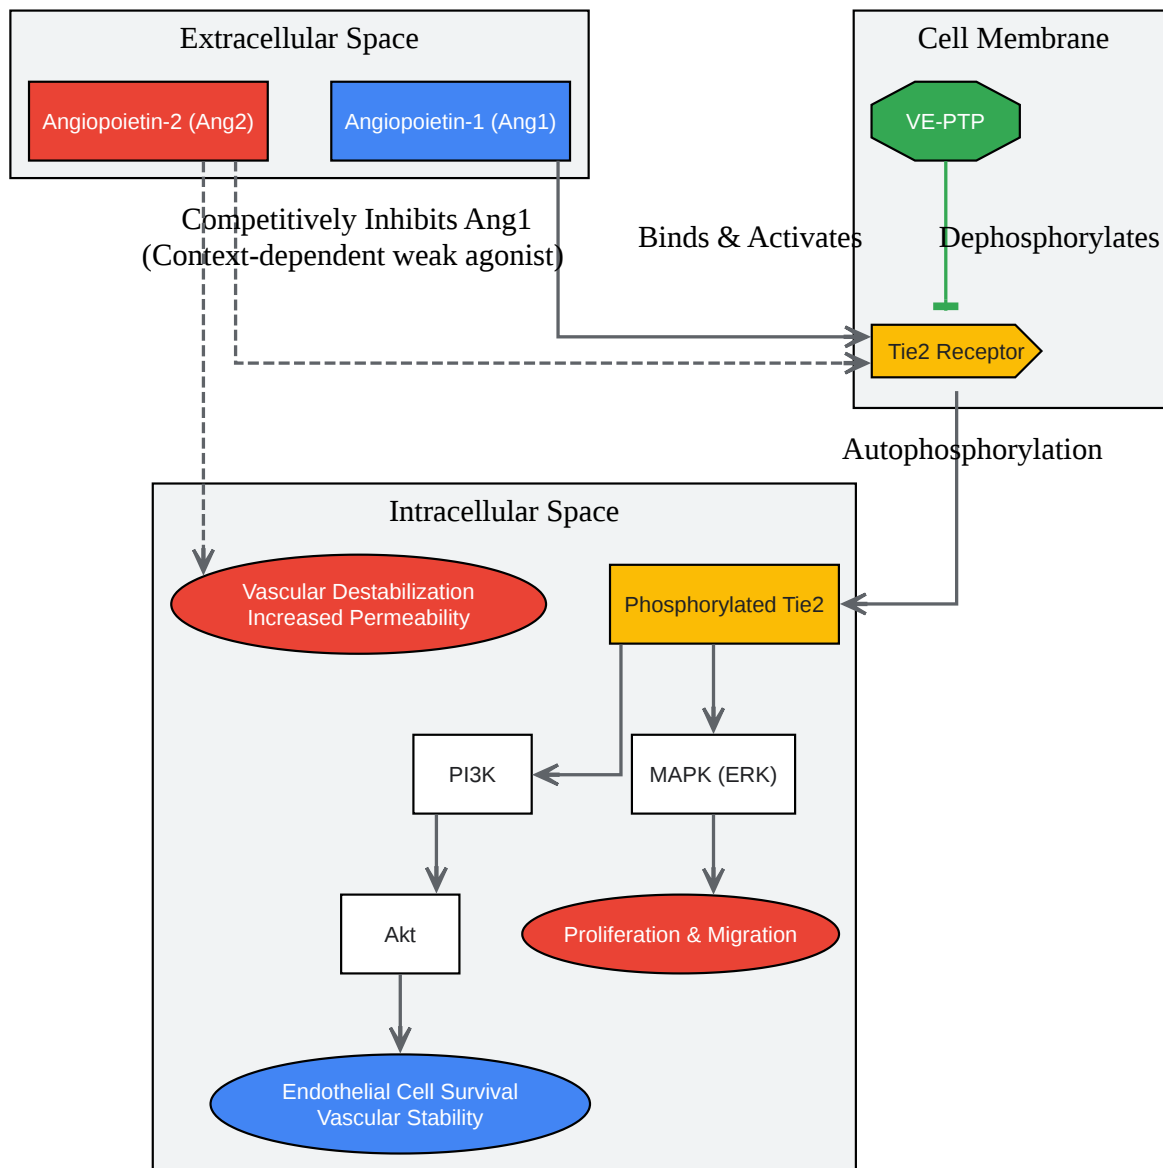 Extracellular Space
Cell Membrane
Angiopoietin-2 (Ang2)
Angiopoietin-1 (Ang1)
VE-PTP
Competitively Inhibits Ang1
(Context-dependent weak agonist)
Binds & Activates
Dephosphorylates
Tie2 Receptor
Autophosphorylation
Intracellular Space
Vascular Destabilization
Increased Permeability
Phosphorylated Tie2
PI3K
MAPK (ERK)
Akt
Proliferation & Migration
Endothelial Cell Survival
Vascular Stability